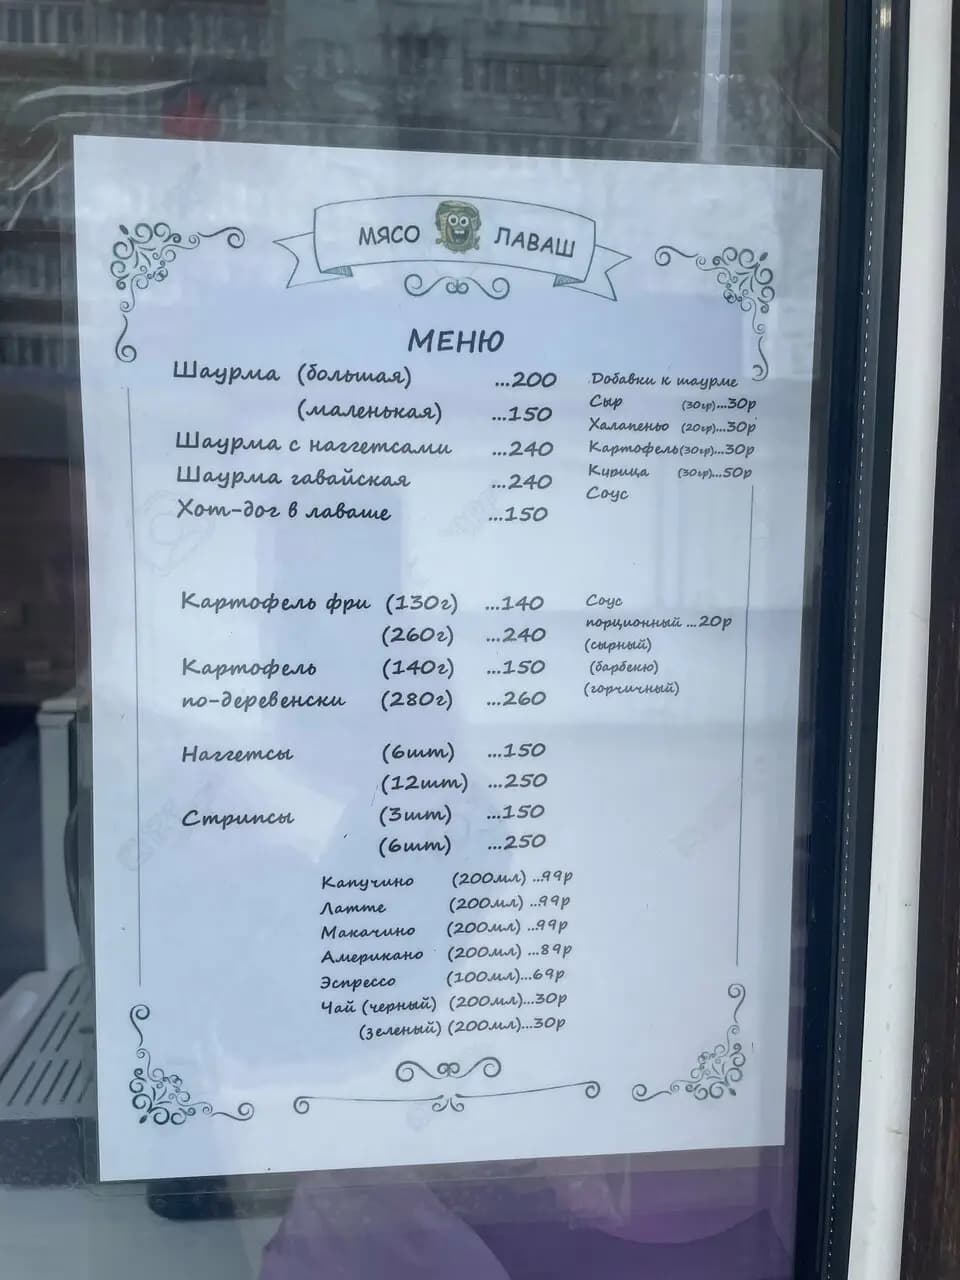 МЯСО ЛАВАШ
МЕНЮ
Шаурма (большая) ...200
(маленькая) ...150
Шаурма с наггетсами ...240
Шаурма гавайская ...240
Хот-дог в лаваше ...150
Добавки к шаурме
Сыр (30гр)...30р
Халапеньо (20гр)...30р
Картофель(30гр)...30р
Курица (30гр)...50р
Соус
Картофель фри (130г) ...140
(260г) ...240
Картофель (140г) ...150
по-деревенски (280г) ...260
Соус
порционный ...20р
(сырный)
(барбекю)
(горчичный)
Наггетсы (6шт) ...150
(12шт) ...250
Стрипсы (3шт) ...150
(6шт) ...250
Капучино (200мл) ...99р
Латте (200мл) ...99р
Макачино (200мл) ...99р
Американо (200мл) ...89р
Эспрессо (100мл)...69р
Чай (черный) (200мл)...30р
(зеленый) (200мл)...30р